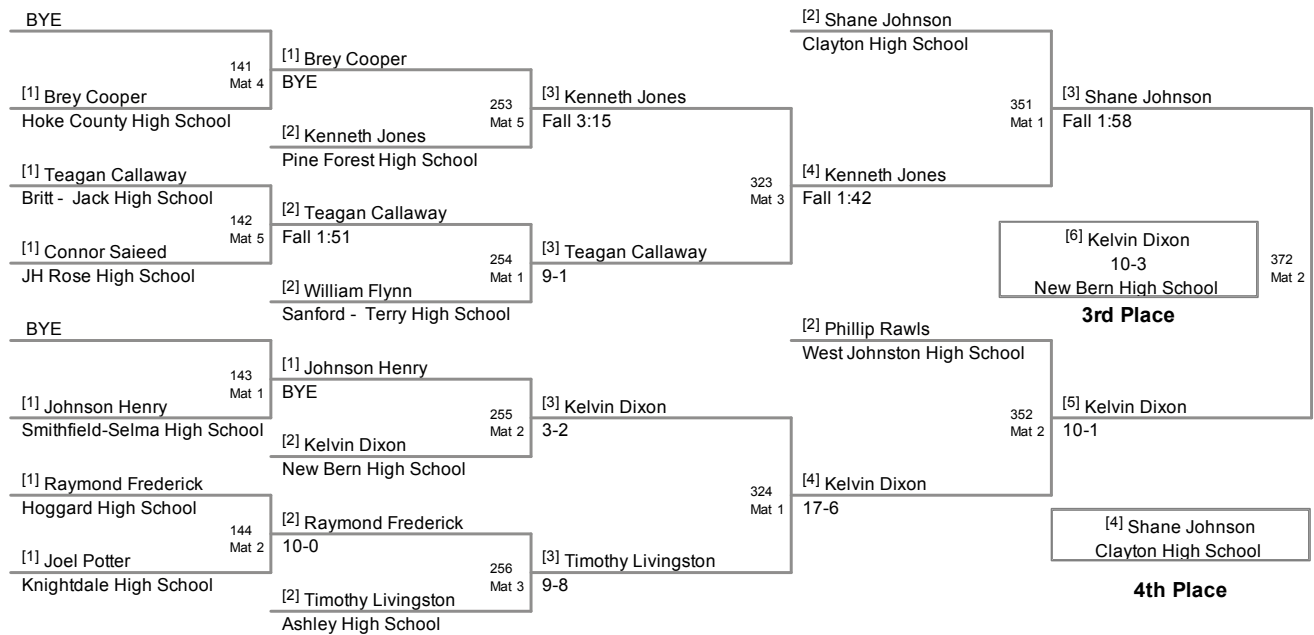 BYE
141
Mat 4
[1] Brey Cooper
Hoke County High School
[1] Teagan Callaway
Britt - Jack High School
142
Mat 5
[1] Connor Saieed
JH Rose High School
BYE
143
Mat 1
[1] Johnson Henry
Smithfield-Selma High School
[1] Raymond Frederick
Hoggard High School
144
Mat 2
[1] Joel Potter
Knightdale High School
[1] Brey Cooper
BYE
253
Mat 5
[2] Kenneth Jones
Pine Forest High School
[2] Teagan Callaway
Fall 1:51
254
Mat 1
[2] William Flynn
Sanford - Terry High School
[1] Johnson Henry
BYE
255
Mat 2
[2] Kelvin Dixon
New Bern High School
[2] Raymond Frederick
10-0
256
Mat 3
[2] Timothy Livingston
Ashley High School
[3] Kenneth Jones
Fall 3:15
323
Mat 3
[3] Teagan Callaway
9-1
[3] Kelvin Dixon
3-2
324
Mat 1
[3] Timothy Livingston
9-8
[2] Shane Johnson
Clayton High School
351
Mat 1
[4] Kenneth Jones
Fall 1:42
[2] Phillip Rawls
West Johnston High School
352
Mat 2
[4] Kelvin Dixon
17-6
[3] Shane Johnson
Fall 1:58
[6] Kelvin Dixon
10-3
New Bern High School
372
Mat 2
3rd Place
[5] Kelvin Dixon
10-1
[4] Shane Johnson
Clayton High School
4th Place